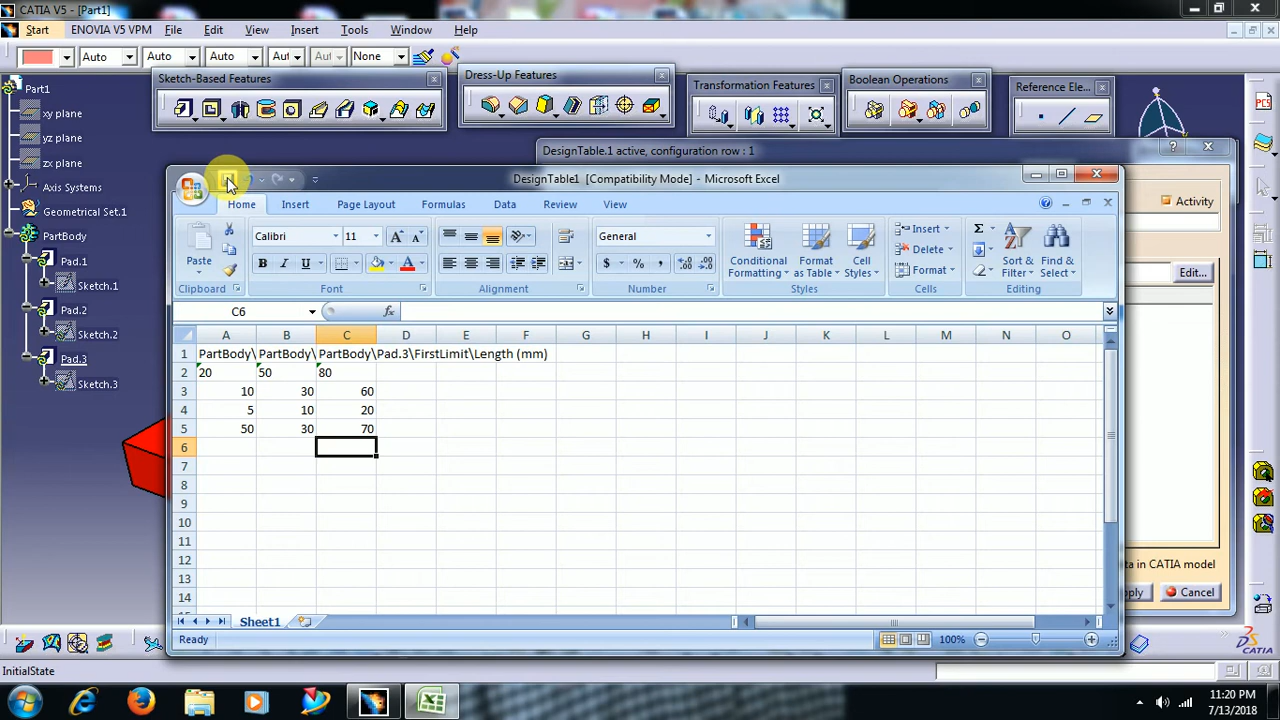 CATIA V5 - [Part1]
Start ENOVIA V5 VPM File Edit View Insert Tools Window Help
Auto Auto Auto Aut Aut None
Sketch-Based Features
Dress-Up Features
Transformation Features
Boolean Operations
Reference Ele...
Part1
xy plane
yz plane
zx plane
Axis Systems
Geometrical Set.1
PartBody
Pad.1
Sketch.1
Pad.2
Sketch.2
Pad.3
Sketch.3
DesignTable.1 active, configuration row : 1
Activity
Edit...
ta in CATIA model
pply Cancel
DesignTable1 [Compatibility Mode] - Microsoft Excel
Home Insert Page Layout Formulas Data Review View
Paste
Clipboard
Calibri 11
B I U
Font
Alignment
General
$ % ,
Number
Conditional Formatting
Format as Table
Cell Styles
Styles
Insert
Delete
Format
Cells
Sort & Filter
Find & Select
Editing
C6 fx
A B C D E F G H I J K L M N O
1 PartBody\ PartBody\ PartBody\Pad.3\FirstLimit\Length (mm)
2 20 50 80
3 10 30 60
4 5 10 20
5 50 30 70
6
7
8
9
10
11
12
13
14
Sheet1
Ready 100%
InitialState
DS CATIA
11:20 PM
7/13/2018